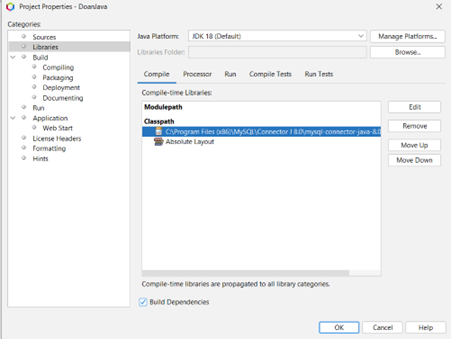 Project Properties - DoanJava
Categories:
Sources
Libraries
Build
Compiling
Packaging
Deployment
Documenting
Run
Application
Web Start
License Headers
Formatting
Hints
Java Platform: JDK 18 (Default) Manage Platforms...
Libraries Folder: Browse...
Compile Processor Run Compile Tests Run Tests
Compile-time Libraries:
Modulepath
Classpath
C:\Program Files (x86)\MySQL\Connector J 8.0\mysql-connector-java-8.0
Absolute Layout
Edit
Remove
Move Up
Move Down
Compile-time libraries are propagated to all library categories.
Build Dependencies
OK Cancel Help